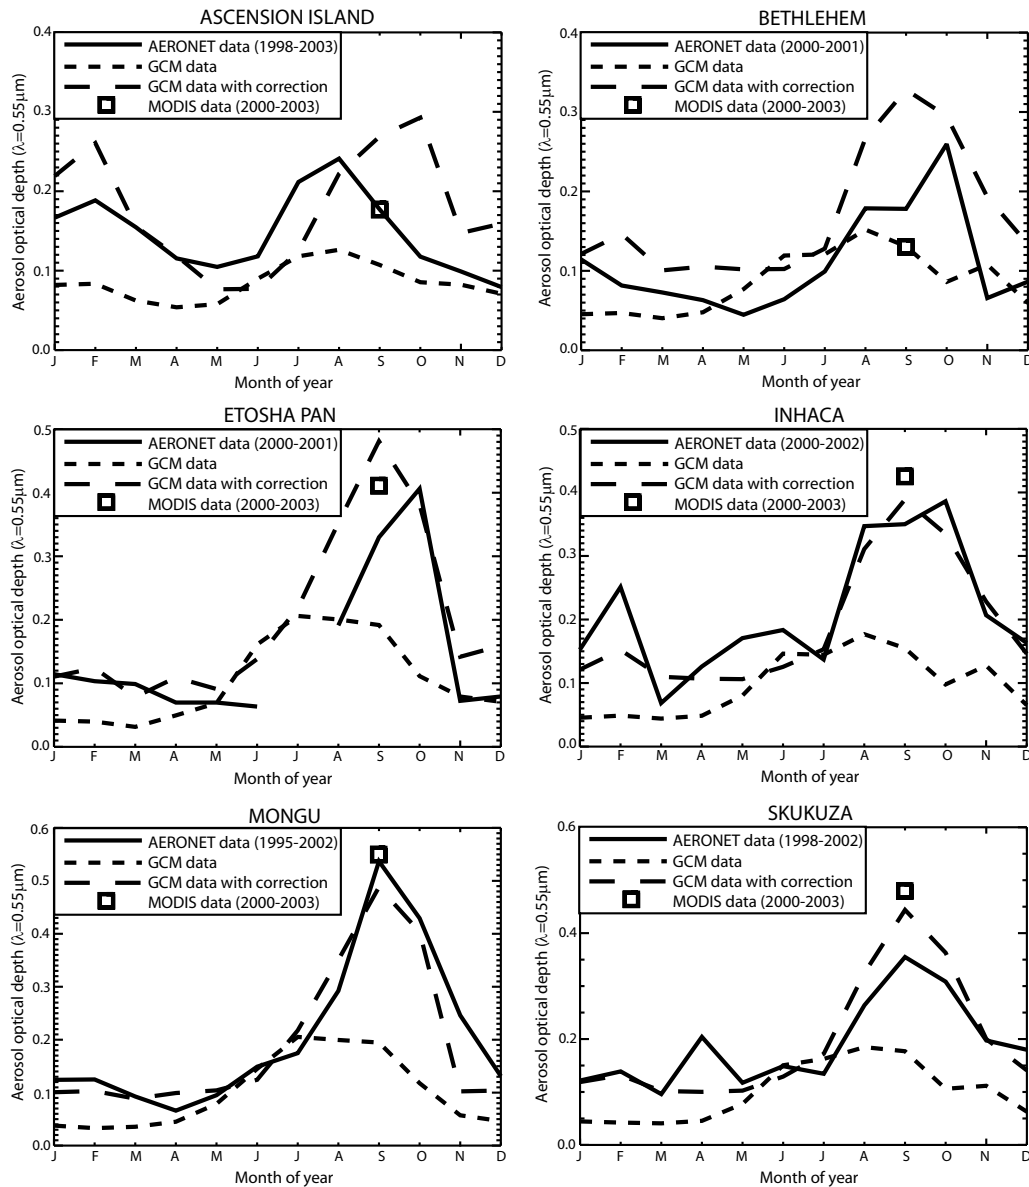 ASCENSION ISLAND
0.4
0.3
0.2
0.1
0.0
Aerosol optical depth (λ=0.55μm)
AERONET data (1998-2003)
GCM data
GCM data with correction
MODIS data (2000-2003)
J F M A M J J A S O N D
Month of year
BETHLEHEM
0.4
0.3
0.2
0.1
0.0
Aerosol optical depth (λ=0.55μm)
AERONET data (2000-2001)
GCM data
GCM data with correction
MODIS data (2000-2003)
J F M A M J J A S O N D
Month of year
ETOSHA PAN
0.5
0.4
0.3
0.2
0.1
0.0
Aerosol optical depth (λ=0.55μm)
AERONET data (2000-2001)
GCM data
GCM data with correction
MODIS data (2000-2003)
J F M A M J J A S O N D
Month of year
INHACA
0.5
0.4
0.3
0.2
0.1
0.0
Aerosol optical depth (λ=0.55μm)
AERONET data (2000-2002)
GCM data
GCM data with correction
MODIS data (2000-2003)
J F M A M J J A S O N D
Month of year
MONGU
0.6
0.5
0.4
0.3
0.2
0.1
0.0
Aerosol optical depth (λ=0.55μm)
AERONET data (1995-2002)
GCM data
GCM data with correction
MODIS data (2000-2003)
J F M A M J J A S O N D
Month of year
SKUKUZA
0.6
0.4
0.2
0.0
Aerosol optical depth (λ=0.55μm)
AERONET data (1998-2002)
GCM data
GCM data with correction
MODIS data (2000-2003)
J F M A M J J A S O N D
Month of year